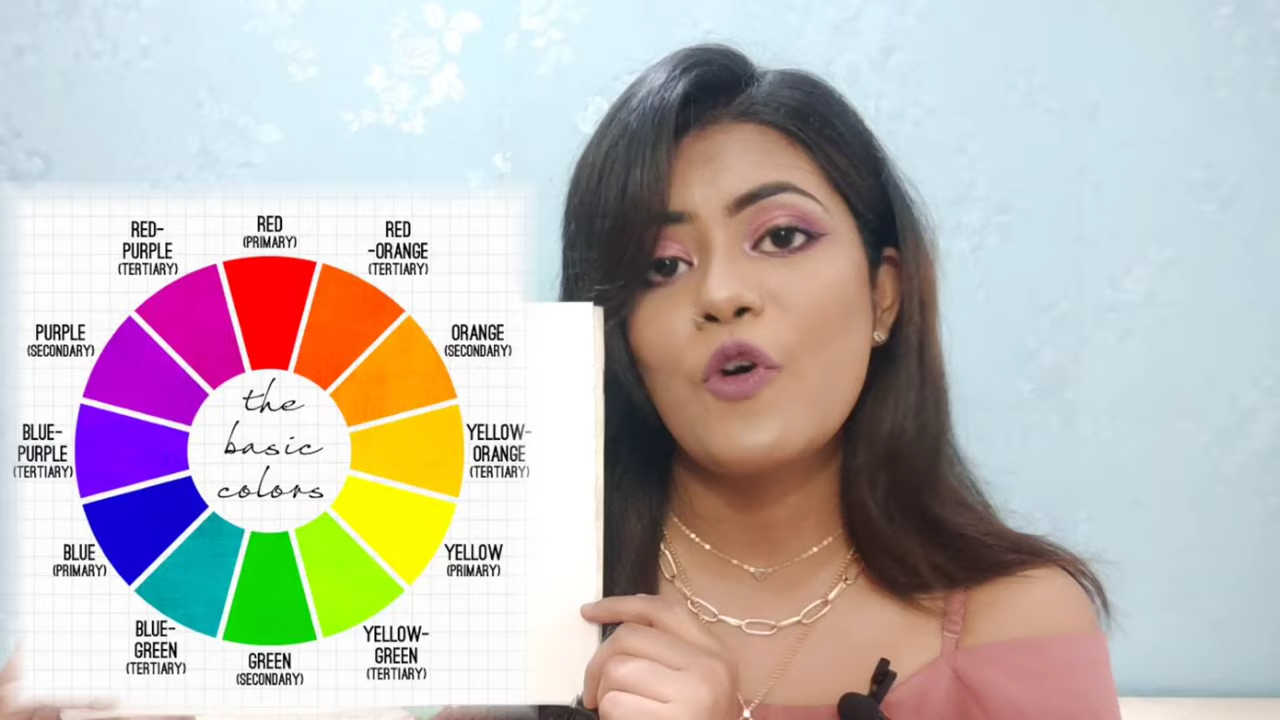 RED
(PRIMARY)
RED
-ORANGE
(TERTIARY)
ORANGE
(SECONDARY)
YELLOW-
ORANGE
(TERTIARY)
YELLOW
(PRIMARY)
YELLOW-
GREEN
(TERTIARY)
GREEN
(SECONDARY)
BLUE-
GREEN
(TERTIARY)
BLUE
(PRIMARY)
BLUE-
PURPLE
(TERTIARY)
PURPLE
(SECONDARY)
RED-
PURPLE
(TERTIARY)
the
basic
colors